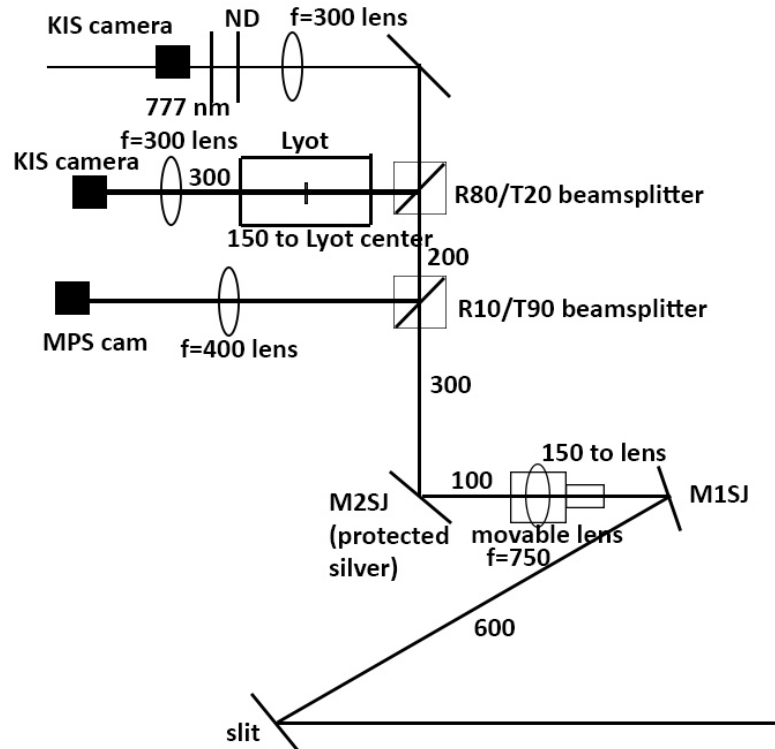 KIS camera
ND
f=300 lens
777 nm
f=300 lens
Lyot
KIS camera
300
R80/T20 beamsplitter
150 to Lyot center
200
R10/T90 beamsplitter
MPS cam
f=400 lens
300
150 to lens
100
M1SJ
M2SJ
(protected
silver)
movable lens
f=750
600
slit